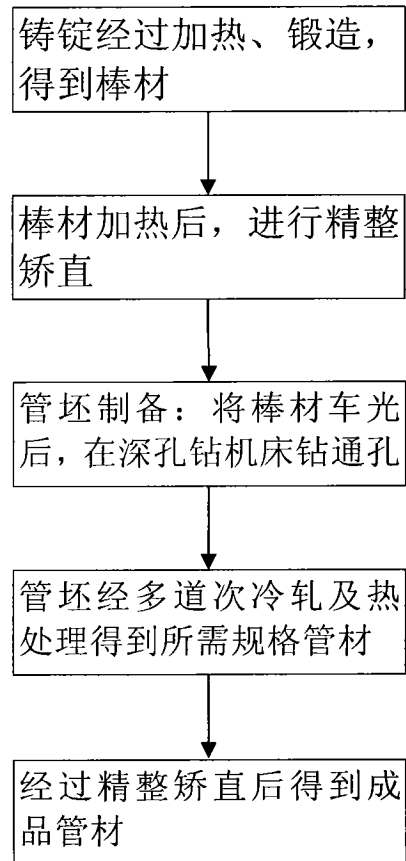 铸锭经过加热、锻造，
得到棒材
棒材加热后，进行精整
矫直
管坯制备：将棒材车光
后，在深孔钻机床钻通孔
管坯经多道次冷轧及热
处理得到所需规格管材
经过精整矫直后得到成
品管材